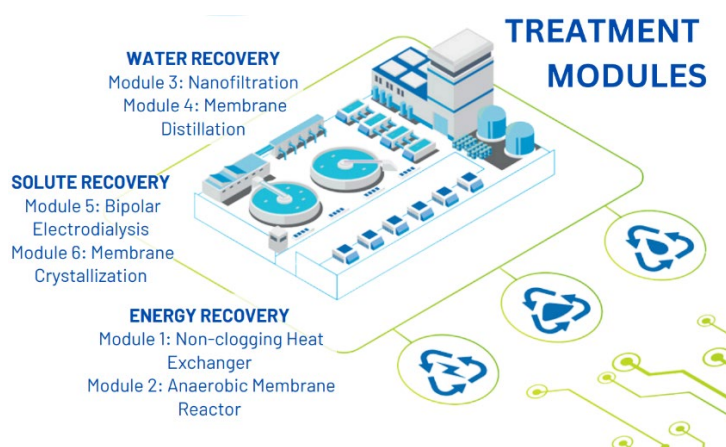 TREATMENT
MODULES
WATER RECOVERY
Module 3: Nanofiltration
Module 4: Membrane
Distillation
SOLUTE RECOVERY
Module 5: Bipolar
Electrodialysis
Module 6: Membrane
Crystallization
ENERGY RECOVERY
Module 1: Non-clogging Heat
Exchanger
Module 2: Anaerobic Membrane
Reactor